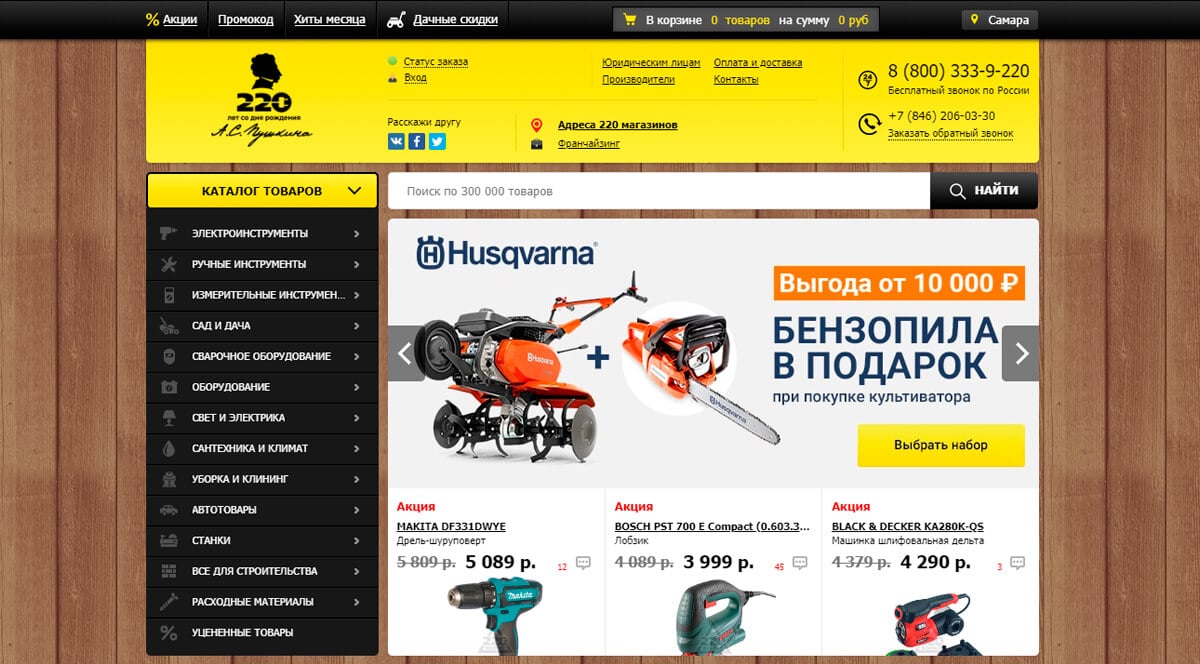 % Акции
Промокод
Хиты месяца
Дачные скидки
В корзине 0 товаров на сумму 0 руб
Самара
220
лет со дня рождения
А.С. Пушкина
Статус заказа
Вход
Юридическим лицам
Оплата и доставка
Производители
Контакты
Расскажи другу
Адреса 220 магазинов
Франчайзинг
24
8 (800) 333-9-220
Бесплатный звонок по России
+7 (846) 206-03-30
Заказать обратный звонок
КАТАЛОГ ТОВАРОВ
Поиск по 300 000 товаров
НАЙТИ
ЭЛЕКТРОИНСТРУМЕНТЫ
РУЧНЫЕ ИНСТРУМЕНТЫ
ИЗМЕРИТЕЛЬНЫЕ ИНСТРУМЕН...
САД И ДАЧА
СВАРОЧНОЕ ОБОРУДОВАНИЕ
ОБОРУДОВАНИЕ
СВЕТ И ЭЛЕКТРИКА
САНТЕХНИКА И КЛИМАТ
УБОРКА И КЛИНИНГ
АВТОТОВАРЫ
СТАНКИ
ВСЕ ДЛЯ СТРОИТЕЛЬСТВА
РАСХОДНЫЕ МАТЕРИАЛЫ
% УЦЕНЕННЫЕ ТОВАРЫ
Husqvarna®
Husqvarna
+
Husqvarna
Выгода от 10 000 ₽
БЕНЗОПИЛА
В ПОДАРОК
при покупке культиватора
Выбрать набор
Акция
MAKITA DF331DWYE
Дрель-шуруповерт
5 809 р. 5 089 р. 12
makita
Акция
BOSCH PST 700 E Compact (0.603.3...
Лобзик
4 089 р. 3 999 р. 45
Акция
BLACK & DECKER KA280K-QS
Машинка шлифовальная дельта
4 379 р. 4 290 р. 3